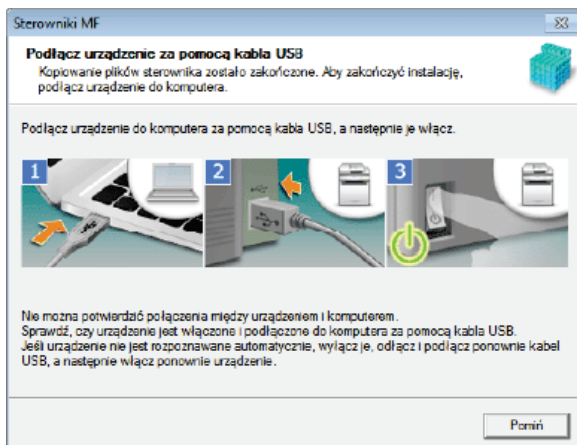 Sterowniki MF
Podłącz urządzenie za pomocą kabla USB
Kopiowanie plików sterownika zostało zakończone. Aby zakończyć instalację,
podłącz urządzenie do komputera.
Podłącz urządzenie do komputera za pomocą kabla USB, a następnie je włącz.
1 2 3
Nie można potwierdzić połączenia między urządzeniem i komputerem.
Sprawdź, czy urządzenie jest włączone i podłączone do komputera za pomocą kabla USB.
Jeśli urządzenie nie jest rozpoznawane automatycznie, wyłącz je, odłącz i podłącz ponownie kabel
USB, a następnie włącz ponownie urządzenie.
Pomiń